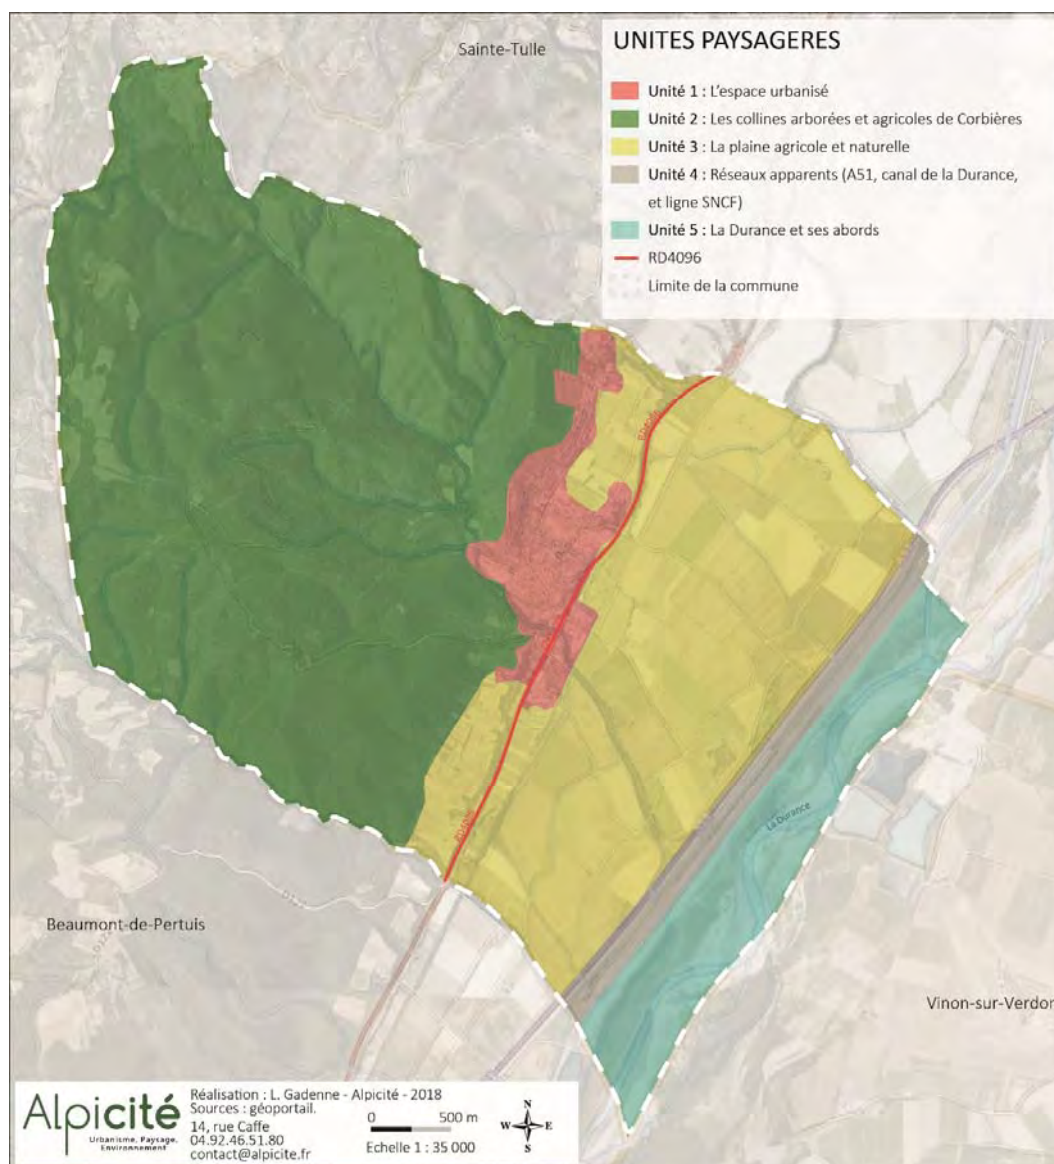 Sainte-Tulle
UNITES PAYSAGERES
Unité 1 : L'espace urbanisé
Unité 2 : Les collines arborées et agricoles de Corbières
Unité 3 : La plaine agricole et naturelle
Unité 4 : Réseaux apparents (A51, canal de la Durance,
et ligne SNCF)
Unité 5 : La Durance et ses abords
RD4096
Limite de la commune
RD4096
La Durance
RD4096
Beaumont-de-Pertuis
Vinon-sur-Verdon
Alpicité
Urbanisme, Paysage,
Environnement
Réalisation : L. Gadenne - Alpicité - 2018
Sources : géoportail.
14, rue Caffe
04.92.46.51.80
contact@alpicite.fr
0 500 m
Echelle 1 : 35 000
N
W E
S